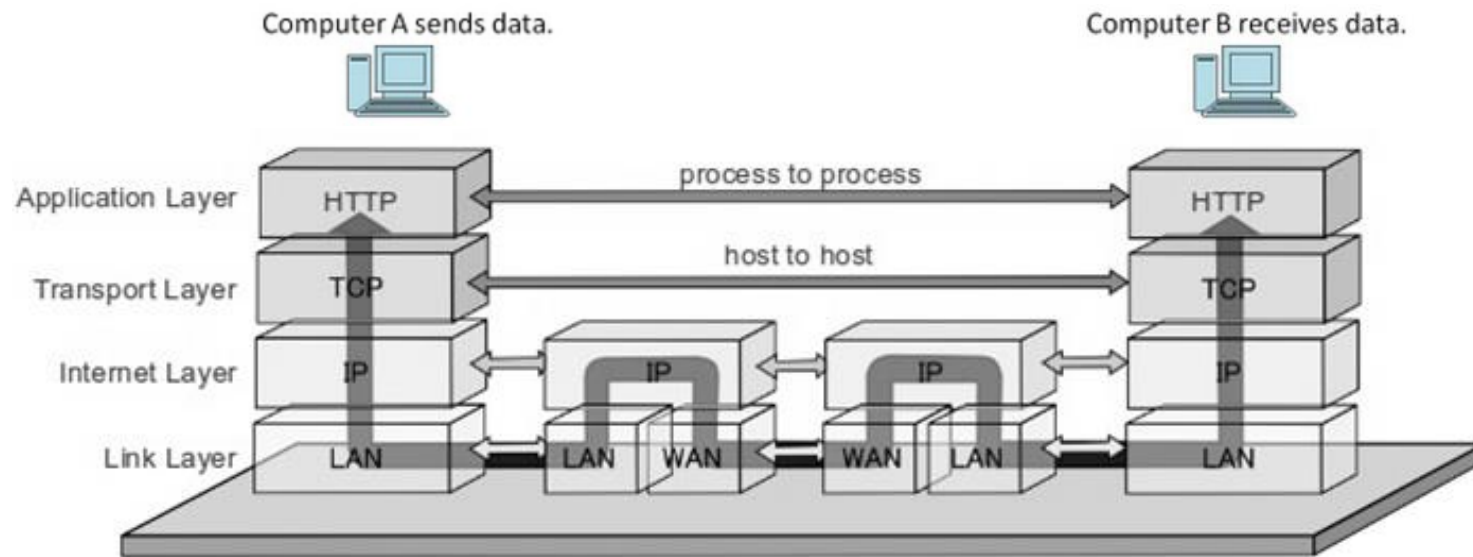 Computer A sends data.
Computer B receives data.
Application Layer
HTTP
process to process
HTTP
Transport Layer
TCP
host to host
TCP
Internet Layer
IP
IP
IP
IP
Link Layer
LAN
LAN
WAN
WAN
LAN
LAN